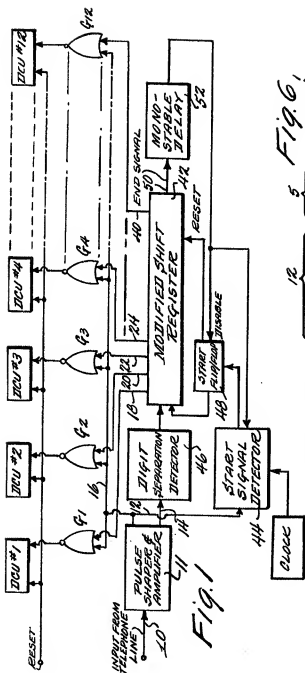 RESET
DCU #1
DCU #2
DCU #3
DCU #4
DCU #12
G1
G2
G3
G4
G12
16
18
20
22
24
40
END SIGNAL
INPUT FROM
TELEPHONE
LINE
10
PULSE
SHAPER &
AMPLIFIER
11
12
14
DIGIT
SEPARATION
DETECTOR
46
MODIFIED SHIFT
REGISTER
42
50
MONO-
STABLE
DELAY
52
RESET
START
FLIP/FLOP
48
DISABLE
START
SIGNAL
DETECTOR
44
CLOCK
Fig. 1
Fig. 6
12
5